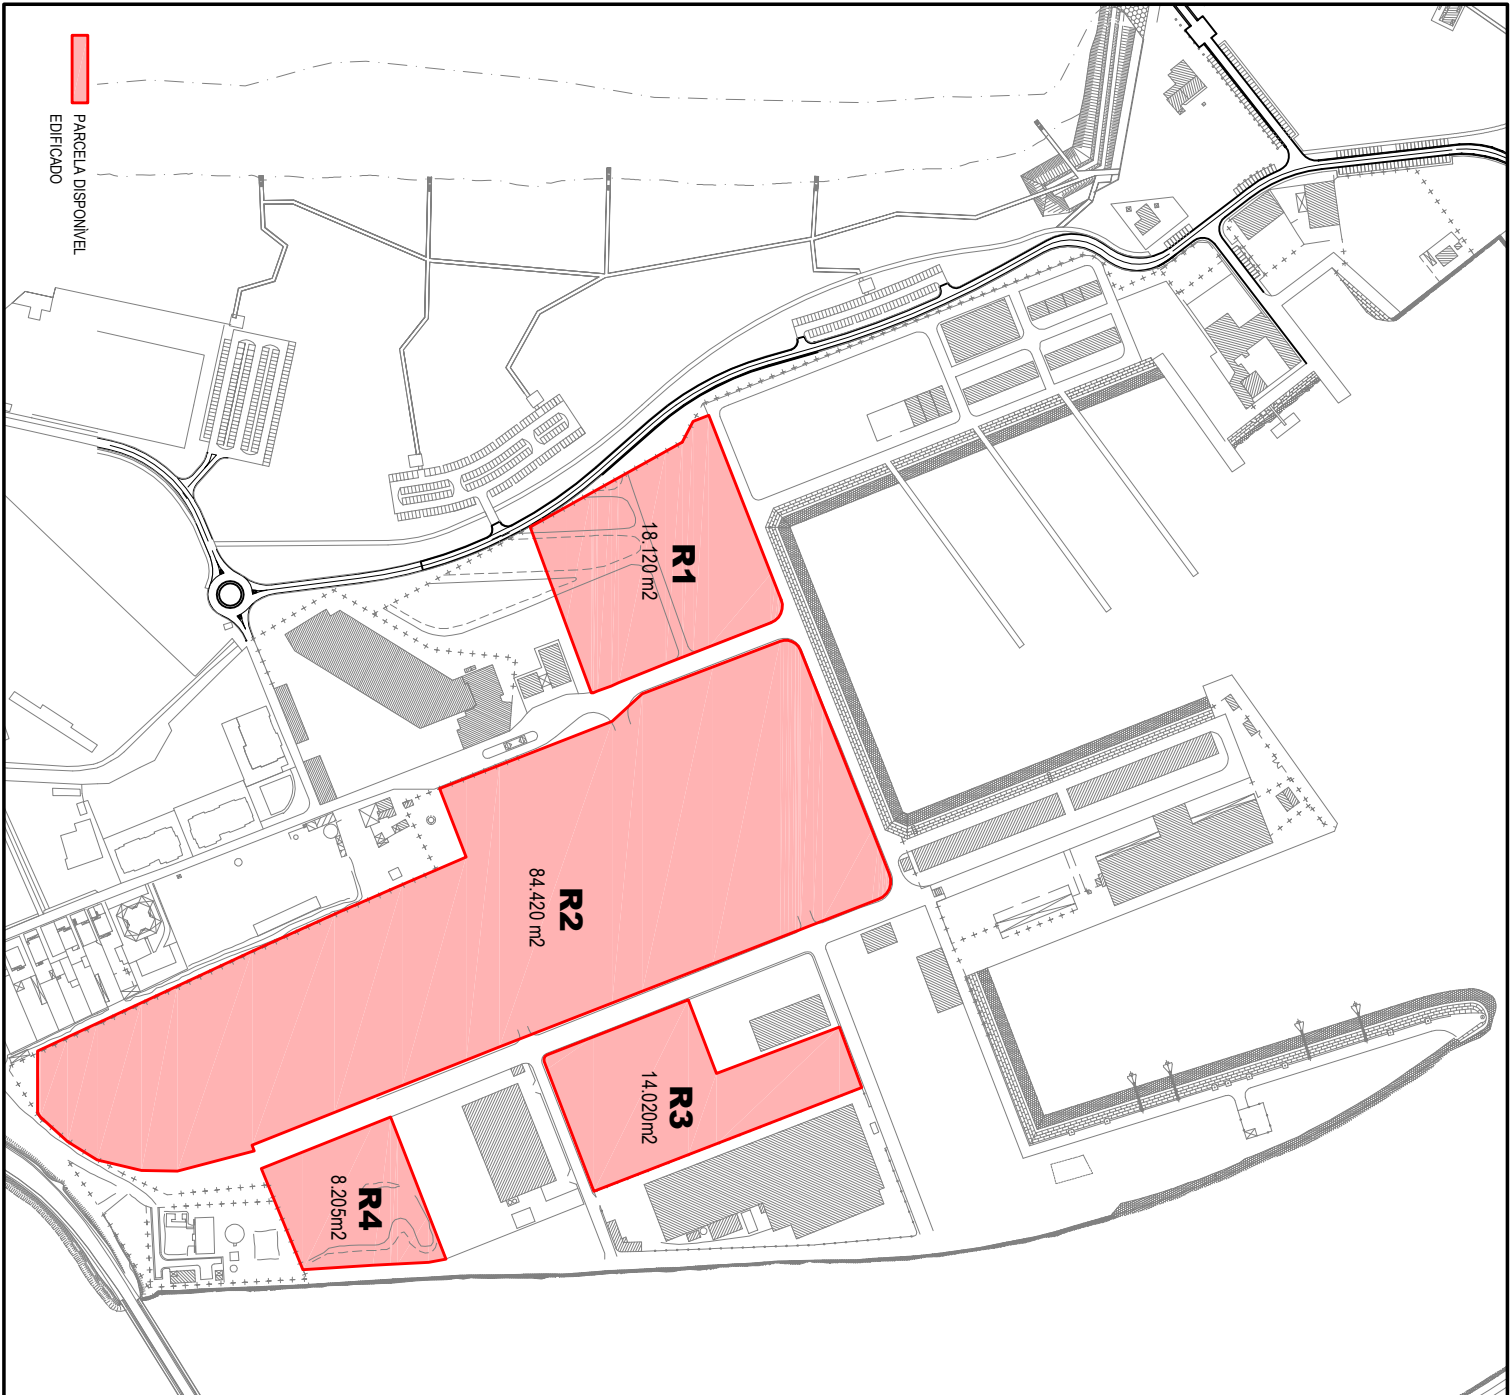 PARCELA DISPONÍVEL
EDIFICADO
R1
18.120 m2
R2
84.420 m2
R3
14.020m2
R4
8.205m2